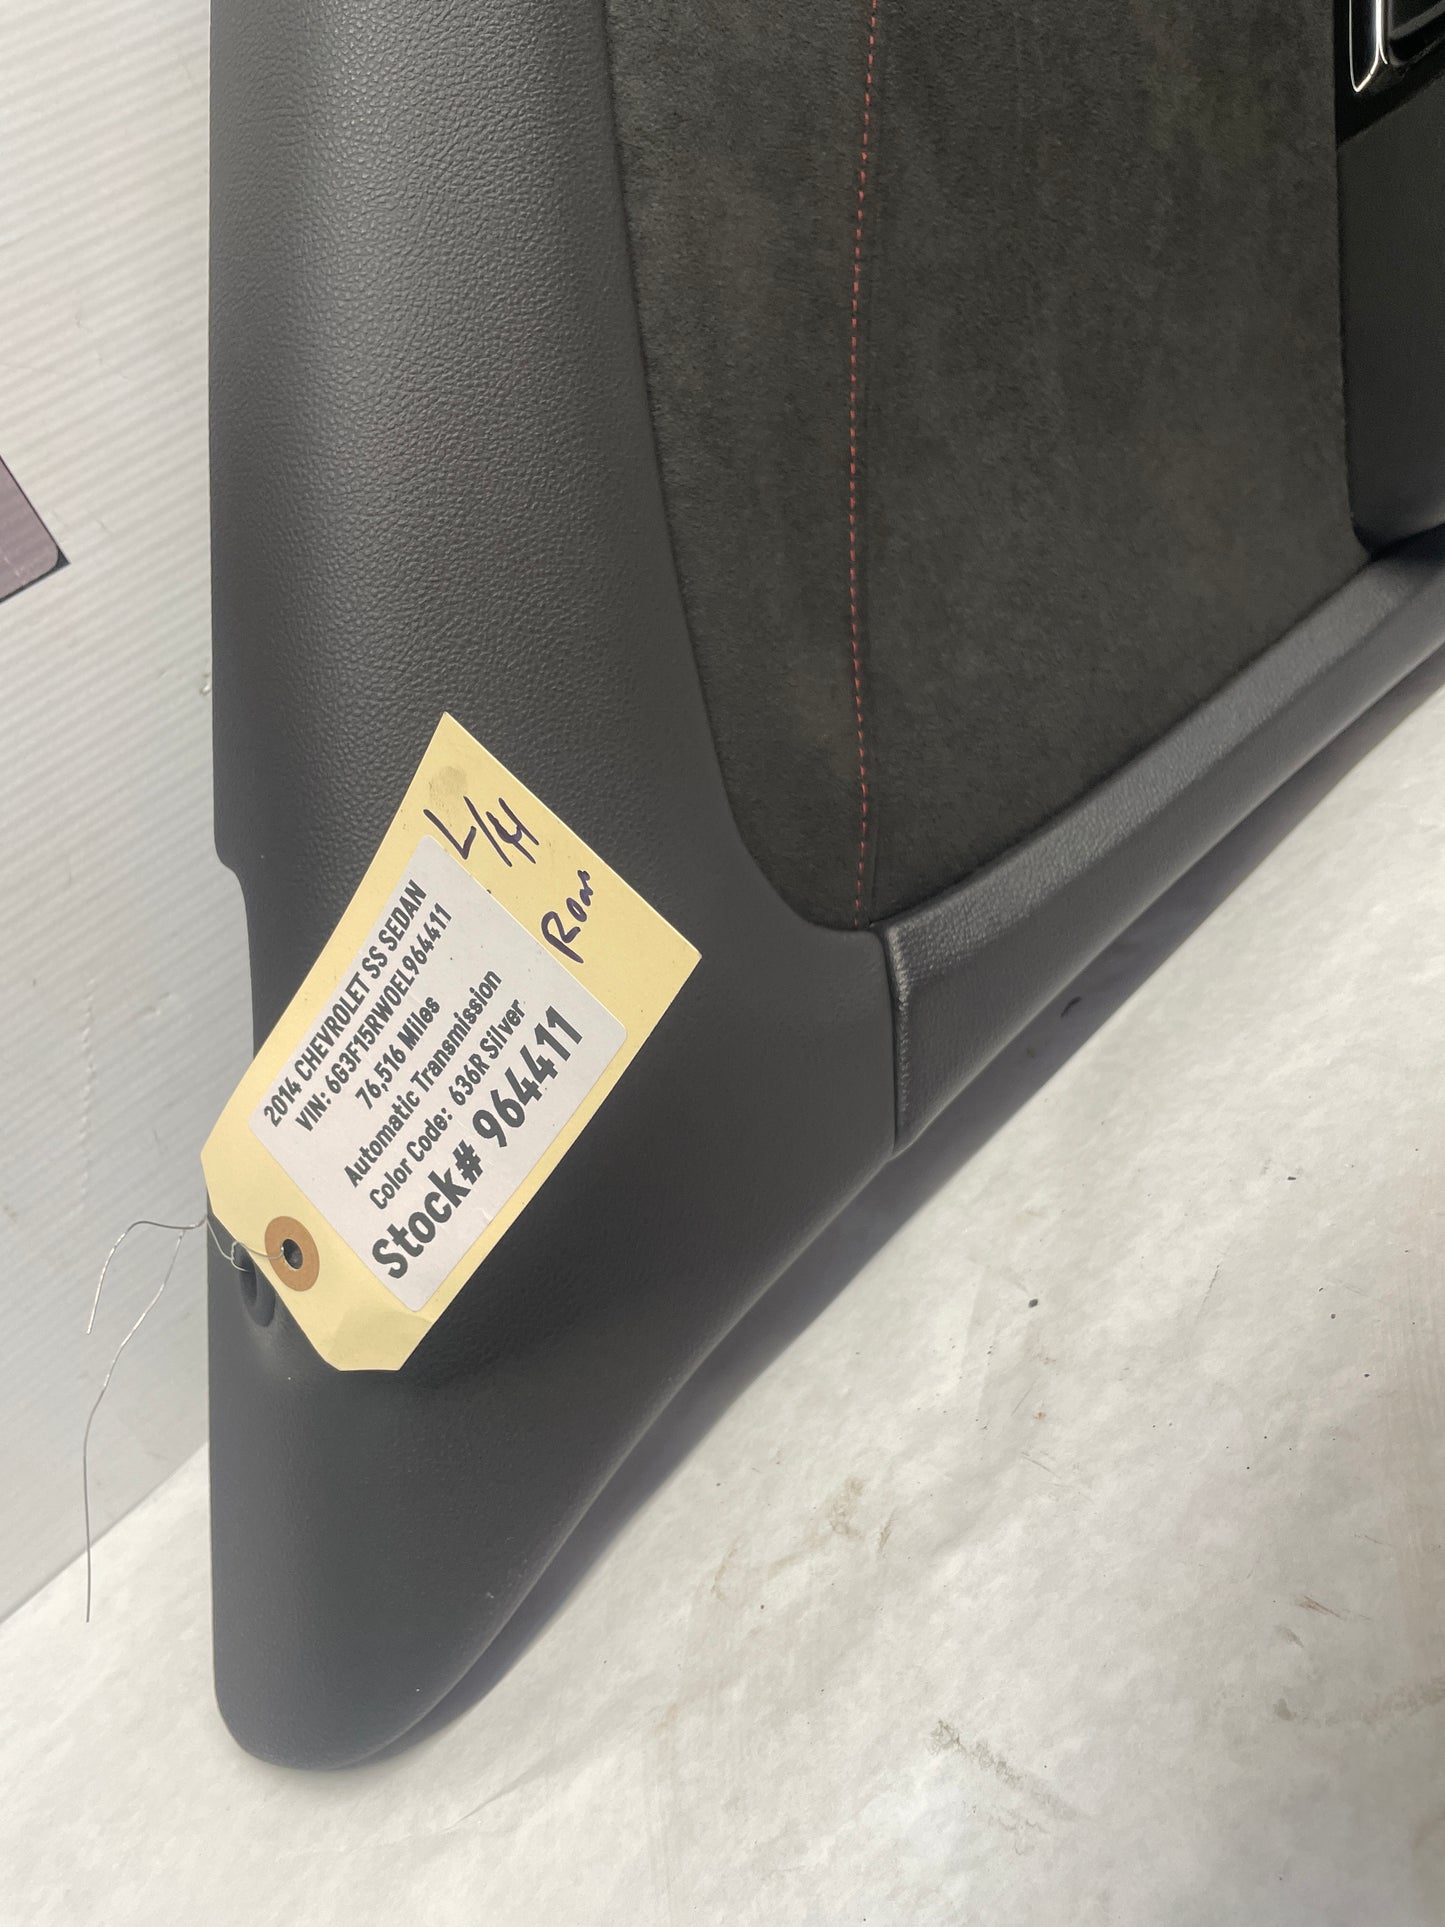 L/H
Rear
2014 CHEVROLET SS SEDAN
VIN: 6G3F15RW0EL964411
76,516 Miles
Automatic Transmission
Color Code: 636R Silver
Stock# 964411